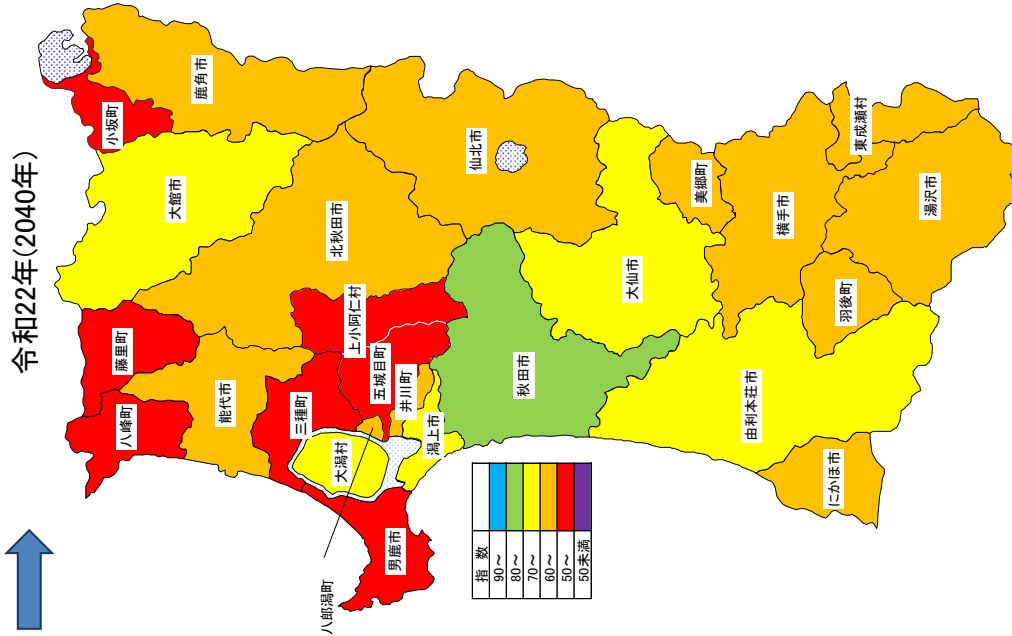 令和22年(2040年)
小坂町
鹿角市
大館市
北秋田市
仙北市
藤里町
八峰町
能代市
上小阿仁村
三種町
五城目町
井川町
潟上市
大潟村
八郎潟町
男鹿市
秋田市
大仙市
美郷町
横手市
東成瀬村
湯沢市
羽後町
由利本荘市
にかほ市
指 数
90～
80～
70～
60～
50～
50未満